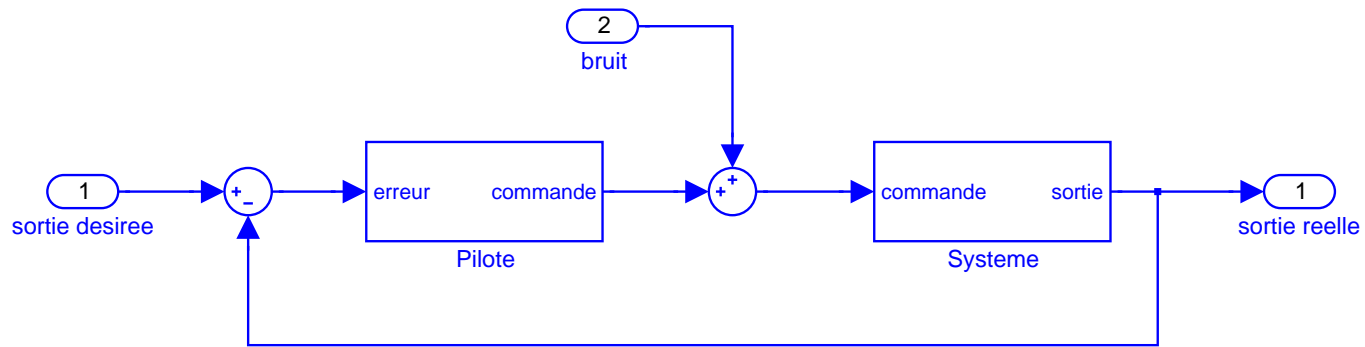 2
bruit
1
sortie desiree
+
−
erreur
commande
Pilote
+
+
commande
sortie
Systeme
1
sortie reelle